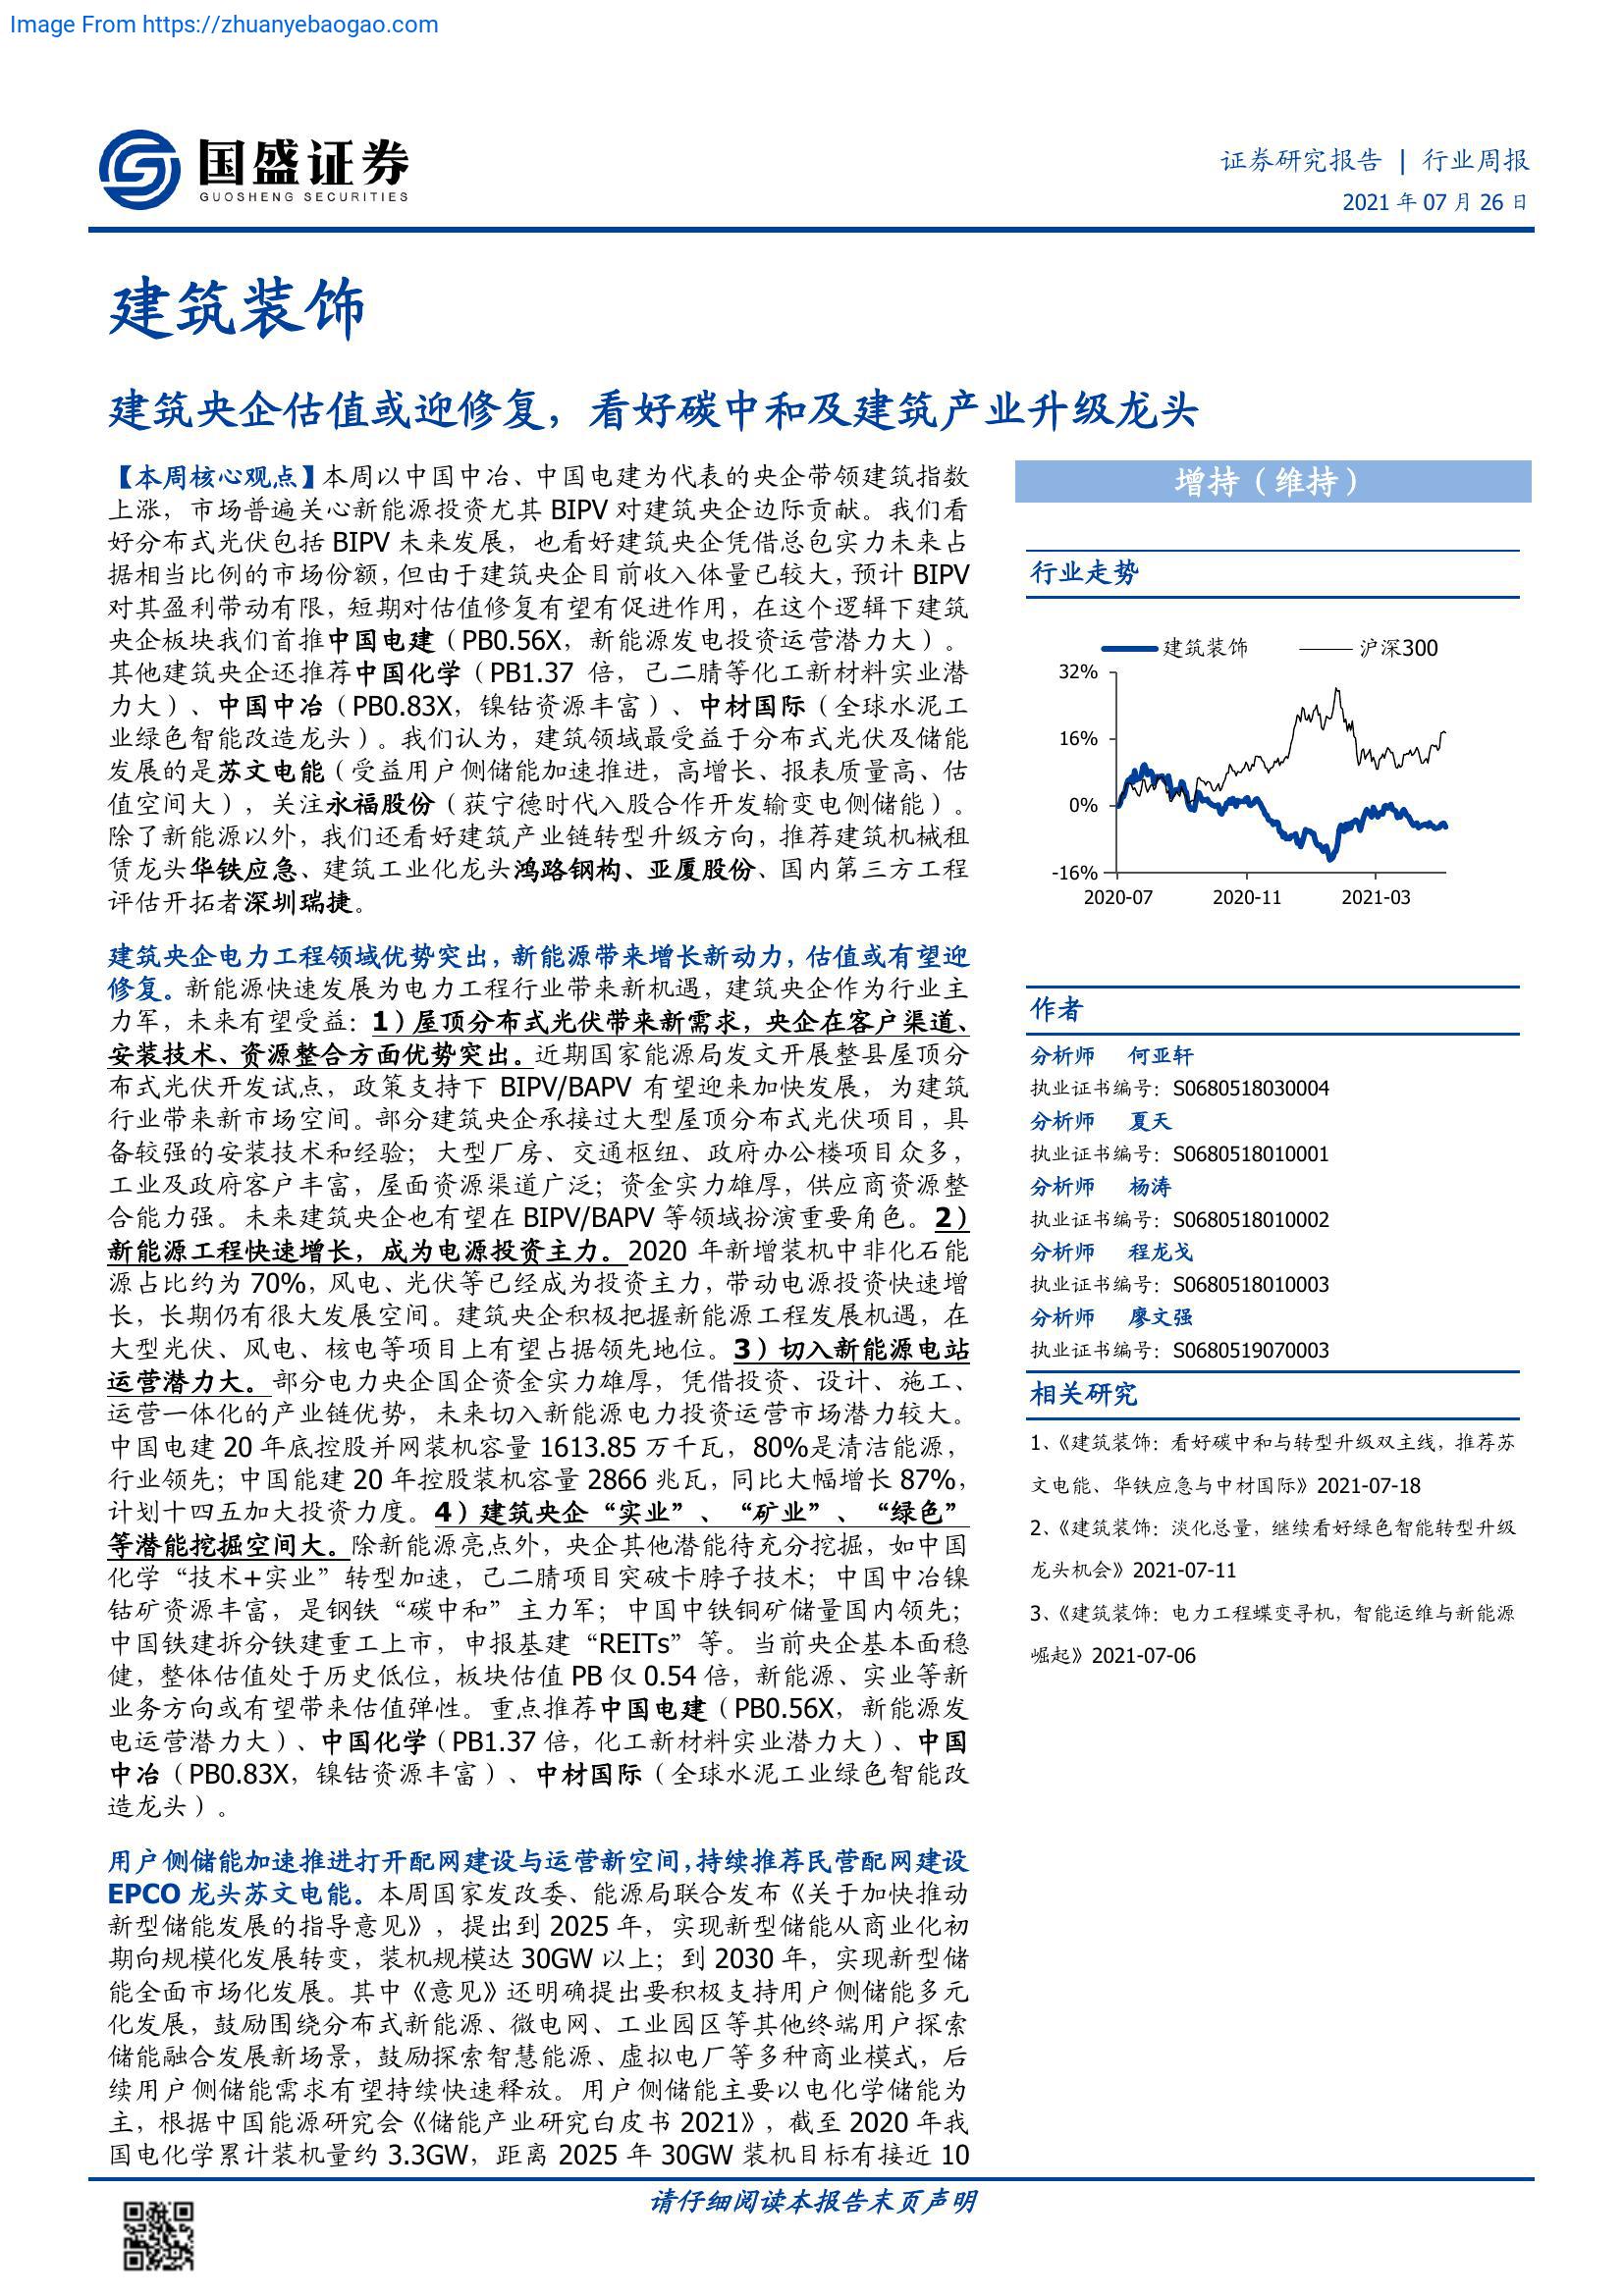 Image From https://zhuanyebaogao.com
国盛证券
GUOSHENG SECURITIES
证券研究报告 | 行业周报
2021 年 07 月 26 日
建筑装饰
建筑央企估值或迎修复，看好碳中和及建筑产业升级龙头
【本周核心观点】本周以中国中冶、中国电建为代表的央企带领建筑指数
上涨，市场普遍关心新能源投资尤其 BIPV 对建筑央企边际贡献。我们看
好分布式光伏包括 BIPV 未来发展，也看好建筑央企凭借总包实力未来占
据相当比例的市场份额，但由于建筑央企目前收入体量已较大，预计 BIPV
对其盈利带动有限，短期对估值修复有望有促进作用，在这个逻辑下建筑
央企板块我们首推中国电建（PB0.56X，新能源发电投资运营潜力大）。
其他建筑央企还推荐中国化学（PB1.37 倍，己二腈等化工新材料实业潜
力大）、中国中冶（PB0.83X，镍钴资源丰富）、中材国际（全球水泥工
业绿色智能改造龙头）。我们认为，建筑领域最受益于分布式光伏及储能
发展的是苏文电能（受益用户侧储能加速推进，高增长、报表质量高、估
值空间大），关注永福股份（获宁德时代入股合作开发输变电侧储能）。
除了新能源以外，我们还看好建筑产业链转型升级方向，推荐建筑机械租
赁龙头华铁应急、建筑工业化龙头鸿路钢构、亚厦股份、国内第三方工程
评估开拓者深圳瑞捷。
建筑央企电力工程领域优势突出，新能源带来增长新动力，估值或有望迎
修复。新能源快速发展为电力工程行业带来新机遇，建筑央企作为行业主
力军，未来有望受益：1）屋顶分布式光伏带来新需求，央企在客户渠道、
安装技术、资源整合方面优势突出。近期国家能源局发文开展整县屋顶分
布式光伏开发试点，政策支持下 BIPV/BAPV 有望迎来加快发展，为建筑
行业带来新市场空间。部分建筑央企承接过大型屋顶分布式光伏项目，具
备较强的安装技术和经验；大型厂房、交通枢纽、政府办公楼项目众多，
工业及政府客户丰富，屋面资源渠道广泛；资金实力雄厚，供应商资源整
合能力强。未来建筑央企也有望在 BIPV/BAPV 等领域扮演重要角色。2）
新能源工程快速增长，成为电源投资主力。2020 年新增装机中非化石能
源占比约为 70%，风电、光伏等已经成为投资主力，带动电源投资快速增
长，长期仍有很大发展空间。建筑央企积极把握新能源工程发展机遇，在
大型光伏、风电、核电等项目上有望占据领先地位。3）切入新能源电站
运营潜力大。部分电力央企国企资金实力雄厚，凭借投资、设计、施工、
运营一体化的产业链优势，未来切入新能源电力投资运营市场潜力较大。
中国电建 20 年底控股并网装机容量 1613.85 万千瓦，80%是清洁能源，
行业领先；中国能建 20 年控股装机容量 2866 兆瓦，同比大幅增长 87%，
计划十四五加大投资力度。4）建筑央企“实业”、“矿业”、“绿色”
等潜能挖掘空间大。除新能源亮点外，央企其他潜能待充分挖掘，如中国
化学“技术+实业”转型加速，己二腈项目突破卡脖子技术；中国中冶镍
钴矿资源丰富，是钢铁“碳中和”主力军；中国中铁铜矿储量国内领先；
中国铁建拆分铁建重工上市，申报基建“REITs”等。当前央企基本面稳
健，整体估值处于历史低位，板块估值 PB 仅 0.54 倍，新能源、实业等新
业务方向或有望带来估值弹性。重点推荐中国电建（PB0.56X，新能源发
电运营潜力大）、中国化学（PB1.37 倍，化工新材料实业潜力大）、中国
中冶（PB0.83X，镍钴资源丰富）、中材国际（全球水泥工业绿色智能改
造龙头）。
用户侧储能加速推进打开配网建设与运营新空间，持续推荐民营配网建设
EPCO 龙头苏文电能。本周国家发改委、能源局联合发布《关于加快推动
新型储能发展的指导意见》，提出到 2025 年，实现新型储能从商业化初
期向规模化发展转变，装机规模达 30GW 以上；到 2030 年，实现新型储
能全面市场化发展。其中《意见》还明确提出要积极支持用户侧储能多元
化发展，鼓励围绕分布式新能源、微电网、工业园区等其他终端用户探索
储能融合发展新场景，鼓励探索智慧能源、虚拟电厂等多种商业模式，后
续用户侧储能需求有望持续快速释放。用户侧储能主要以电化学储能为
主，根据中国能源研究会《储能产业研究白皮书 2021》，截至 2020 年我
国电化学累计装机量约 3.3GW，距离 2025 年 30GW 装机目标有接近 10
增持（维持）
行业走势
建筑装饰 沪深300
32%
16%
0%
-16%
2020-07 2020-11 2021-03
作者
分析师 何亚轩
执业证书编号：S0680518030004
分析师 夏天
执业证书编号：S0680518010001
分析师 杨涛
执业证书编号：S0680518010002
分析师 程龙戈
执业证书编号：S0680518010003
分析师 廖文强
执业证书编号：S0680519070003
相关研究
1、《建筑装饰：看好碳中和与转型升级双主线，推荐苏
文电能、华铁应急与中材国际》2021-07-18
2、《建筑装饰：淡化总量，继续看好绿色智能转型升级
龙头机会》2021-07-11
3、《建筑装饰：电力工程蝶变寻机，智能运维与新能源
崛起》2021-07-06
请仔细阅读本报告末页声明